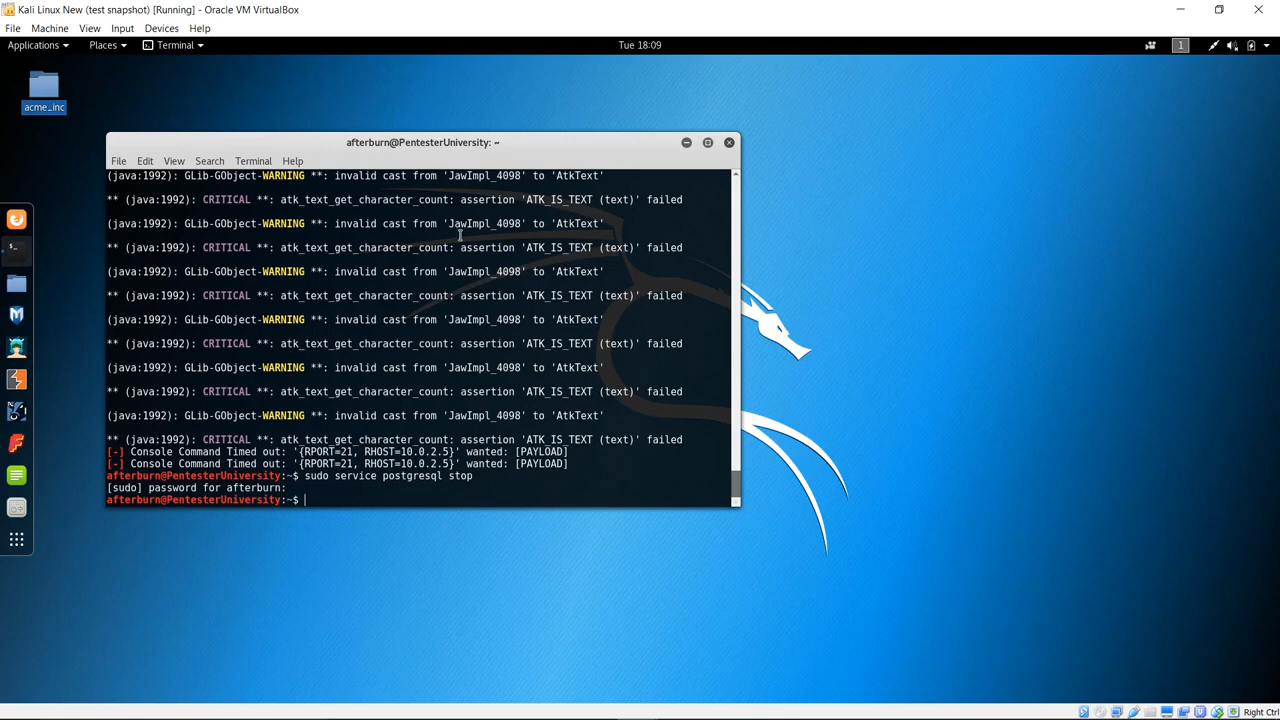 Kali Linux New (test snapshot) [Running] - Oracle VM VirtualBox
File Machine View Input Devices Help
Applications Places Terminal Tue 18:09 1
acme_inc
afterburn@PentesterUniversity: ~
File Edit View Search Terminal Help
(java:1992): GLib-GObject-WARNING **: invalid cast from 'JawImpl_4098' to 'AtkText'
** (java:1992): CRITICAL **: atk_text_get_character_count: assertion 'ATK_IS_TEXT (text)' failed
(java:1992): GLib-GObject-WARNING **: invalid cast from 'JawImpl_4098' to 'AtkText'
** (java:1992): CRITICAL **: atk_text_get_character_count: assertion 'ATK_IS_TEXT (text)' failed
(java:1992): GLib-GObject-WARNING **: invalid cast from 'JawImpl_4098' to 'AtkText'
** (java:1992): CRITICAL **: atk_text_get_character_count: assertion 'ATK_IS_TEXT (text)' failed
(java:1992): GLib-GObject-WARNING **: invalid cast from 'JawImpl_4098' to 'AtkText'
** (java:1992): CRITICAL **: atk_text_get_character_count: assertion 'ATK_IS_TEXT (text)' failed
(java:1992): GLib-GObject-WARNING **: invalid cast from 'JawImpl_4098' to 'AtkText'
** (java:1992): CRITICAL **: atk_text_get_character_count: assertion 'ATK_IS_TEXT (text)' failed
(java:1992): GLib-GObject-WARNING **: invalid cast from 'JawImpl_4098' to 'AtkText'
** (java:1992): CRITICAL **: atk_text_get_character_count: assertion 'ATK_IS_TEXT (text)' failed
[-] Console Command Timed out: '{RPORT=21, RHOST=10.0.2.5}' wanted: [PAYLOAD]
[-] Console Command Timed out: '{RPORT=21, RHOST=10.0.2.5}' wanted: [PAYLOAD]
afterburn@PentesterUniversity:~$ sudo service postgresql stop
[sudo] password for afterburn:
afterburn@PentesterUniversity:~$
Right Ctrl